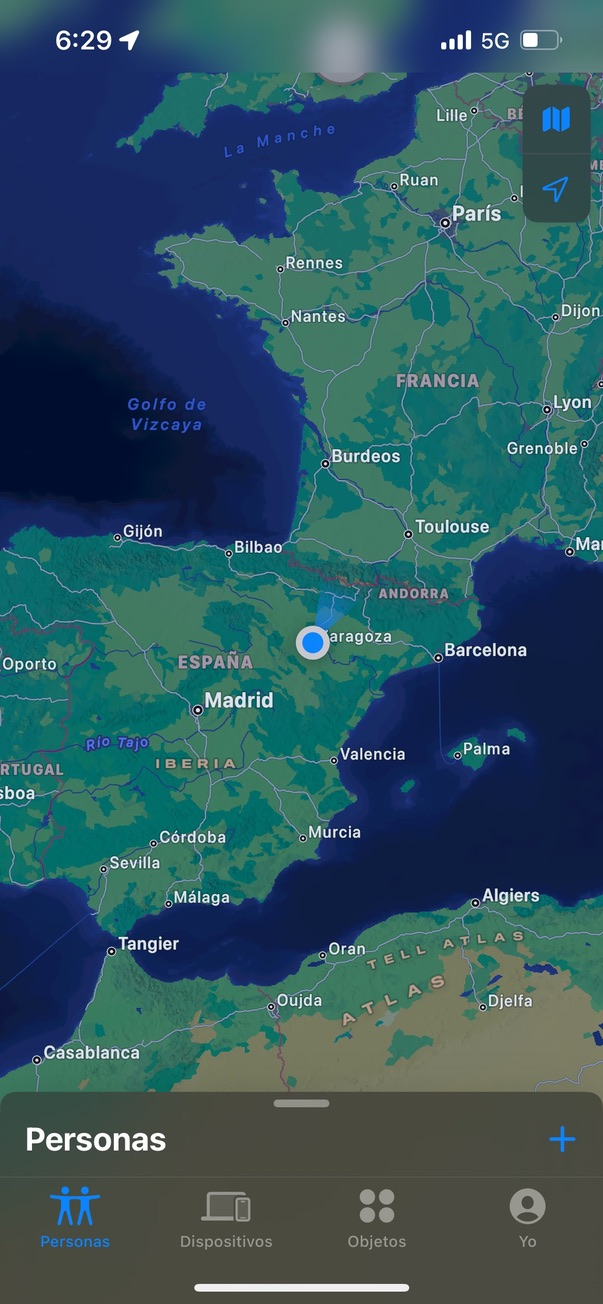 6:29
5G
La Manche
Lille
Ruan
París
Rennes
Nantes
Dijon
FRANCIA
Golfo de
Vizcaya
Lyon
Grenoble
Burdeos
Toulouse
Gijón
Bilbao
Mar
ANDORRA
aragoza
Barcelona
Oporto
ESPAÑA
Madrid
Río Tajo
Palma
Valencia
IBERIA
RTUGAL
sboa
Murcia
Córdoba
Sevilla
Málaga
Algiers
Tangier
Oran
TELL ATLAS
ATLAS
Oujda
Djelfa
Casablanca
Personas
Personas
Dispositivos
Objetos
Yo